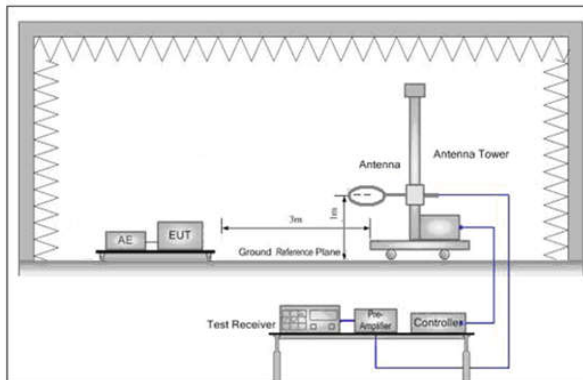 Antenna
Antenna Tower
3m
1m
AE
EUT
Ground Reference Plane
Test Receiver
Pre-
Amplifier
Controller